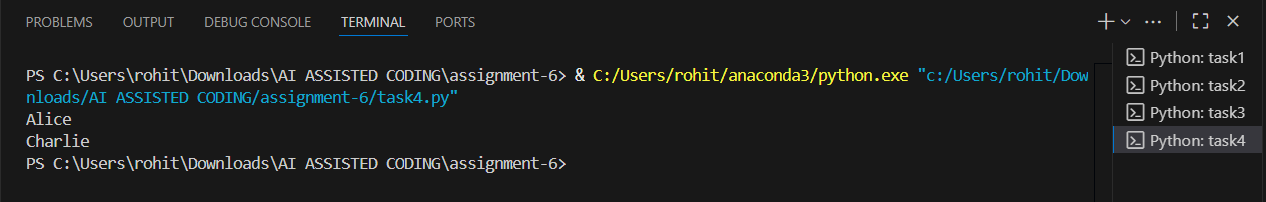 PROBLEMS OUTPUT DEBUG CONSOLE TERMINAL PORTS
PS C:\Users\rohit\Downloads\AI ASSISTED CODING\assignment-6> & C:/Users/rohit/anaconda3/python.exe "c:/Users/rohit/Dow
nloads/AI ASSISTED CODING/assignment-6/task4.py"
Alice
Charlie
PS C:\Users\rohit\Downloads\AI ASSISTED CODING\assignment-6>
Python: task1
Python: task2
Python: task3
Python: task4